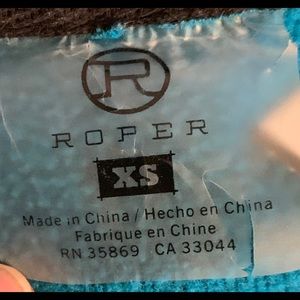 R
ROPER
XS
Made in China / Hecho en China
Fabrique en Chine
RN 35869 CA 33044